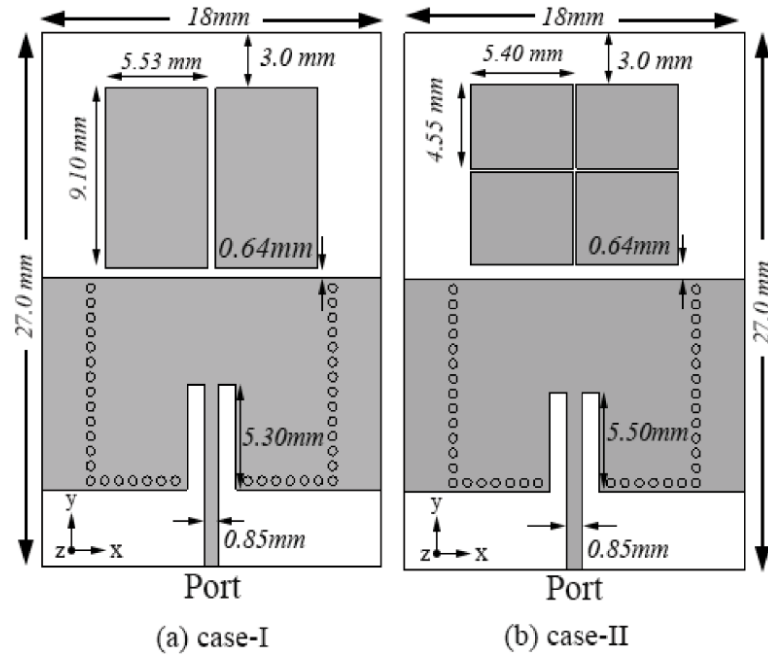 18mm
5.53 mm
3.0 mm
9.10 mm
0.64mm
27.0 mm
5.30mm
0.85mm
y
z
x
Port
(a) case-I
18mm
5.40 mm
3.0 mm
4.55 mm
0.64mm
27.0 mm
5.50mm
0.85mm
y
z
x
Port
(b) case-II